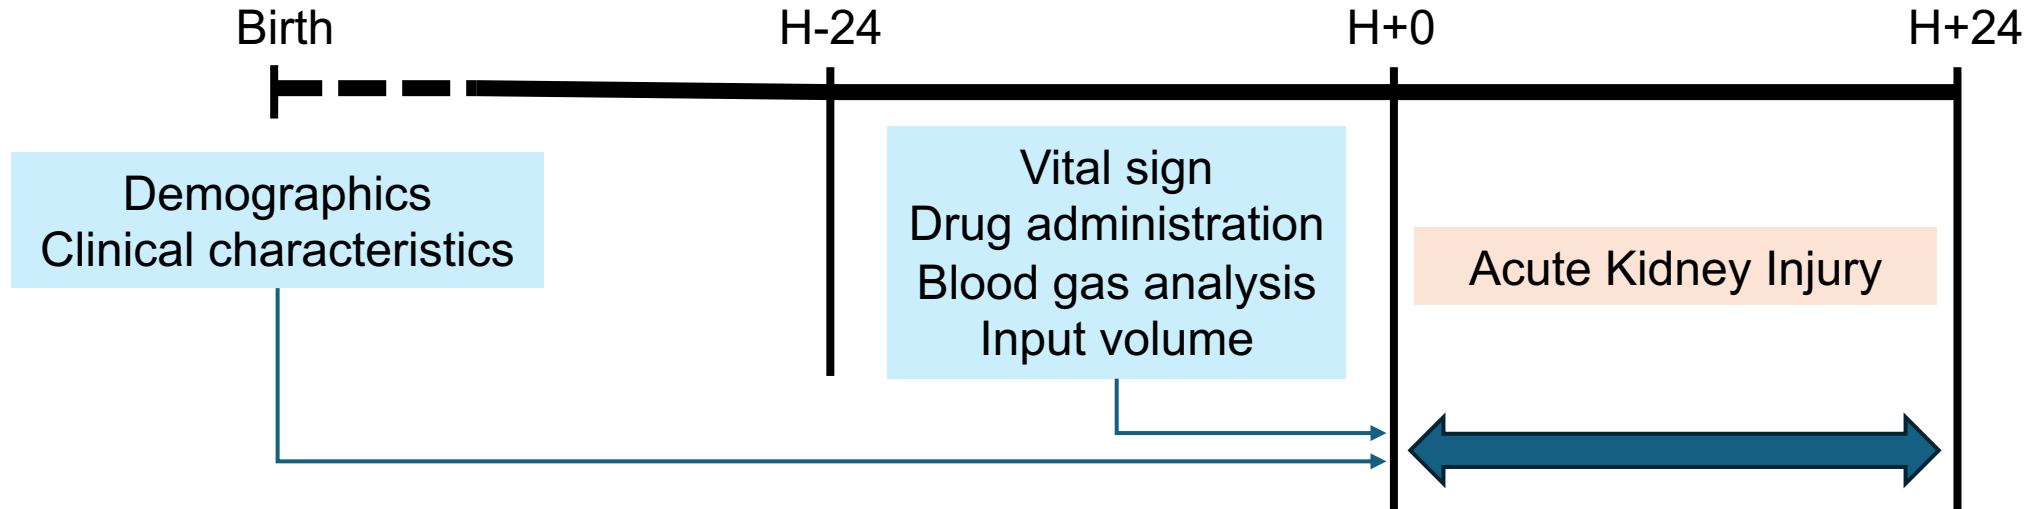 Birth
H-24
H+0
H+24
Demographics
Clinical characteristics
Vital sign
Drug administration
Blood gas analysis
Input volume
Acute Kidney Injury